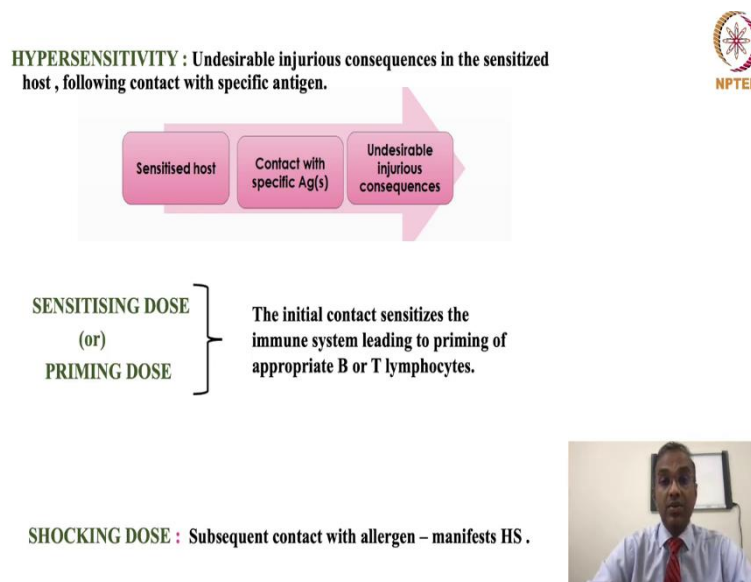 HYPERSENSITIVITY : Undesirable injurious consequences in the sensitized
host , following contact with specific antigen.
NPTEL
Sensitised host
Contact with
specific Ag(s)
Undesirable
injurious
consequences
SENSITISING DOSE
(or)
PRIMING DOSE
The initial contact sensitizes the
immune system leading to priming of
appropriate B or T lymphocytes.
SHOCKING DOSE : Subsequent contact with allergen – manifests HS .